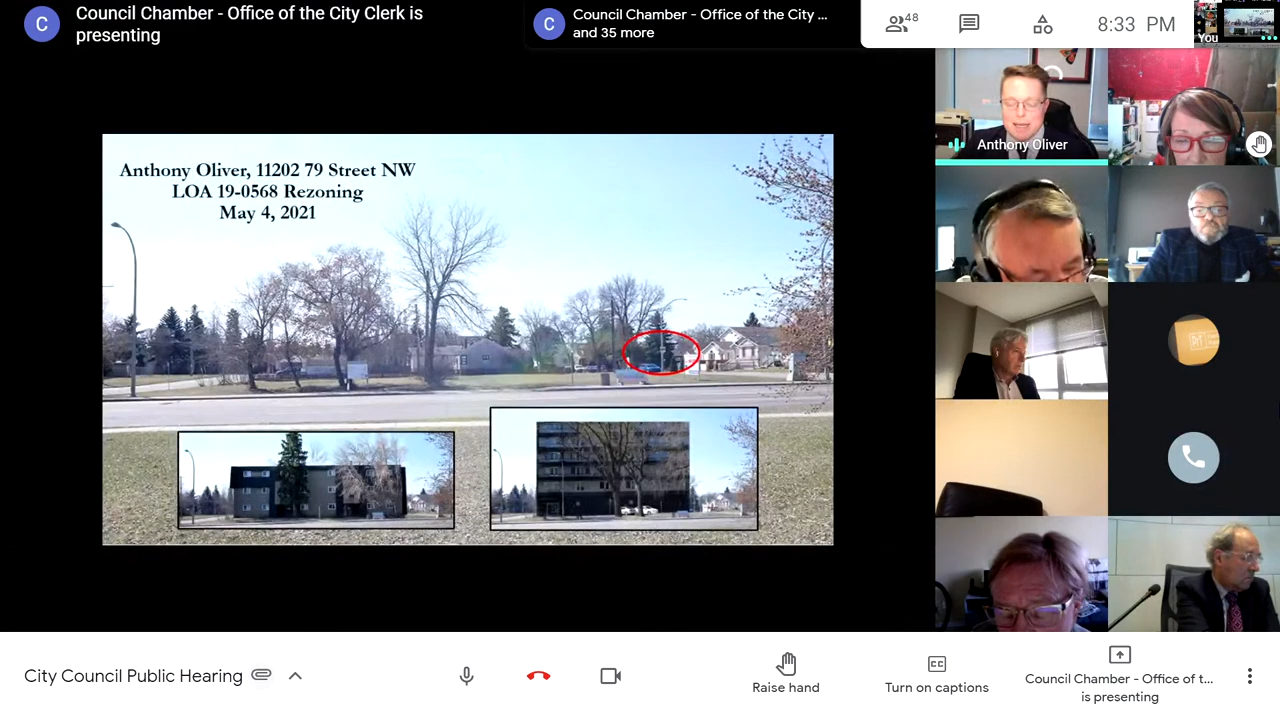 Council Chamber - Office of the City Clerk is
presenting
C
C
Council Chamber - Office of the City ...
and 35 more
48
8:33 PM
You
Anthony Oliver, 11202 79 Street NW
LOA 19-0568 Rezoning
May 4, 2021
Anthony Oliver
City Council Public Hearing
Raise hand
CC
Turn on captions
Council Chamber - Office of t...
is presenting